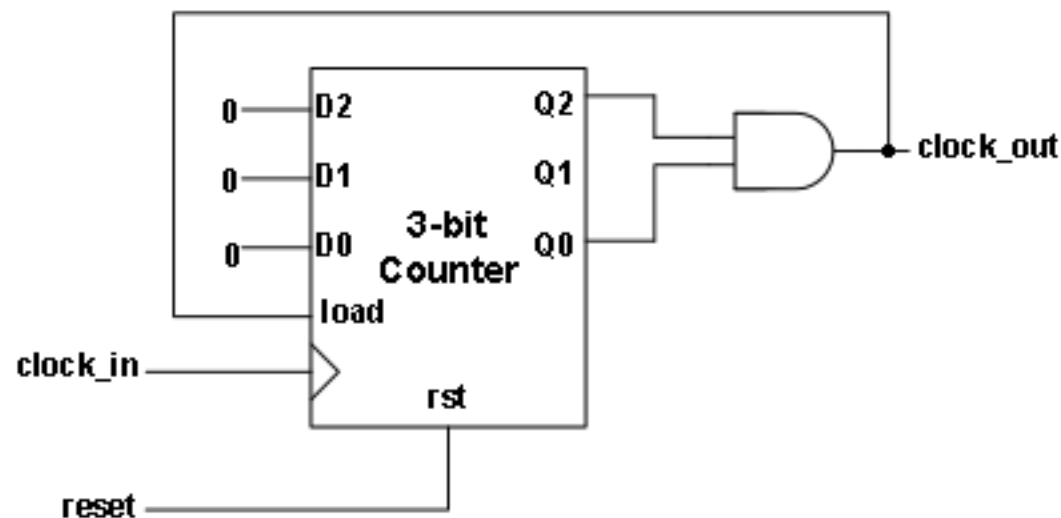 0 D2 Q2
clock_out
0 D1 Q1
3-bit
0 D0 Q0
Counter
load
clock_in
rst
reset